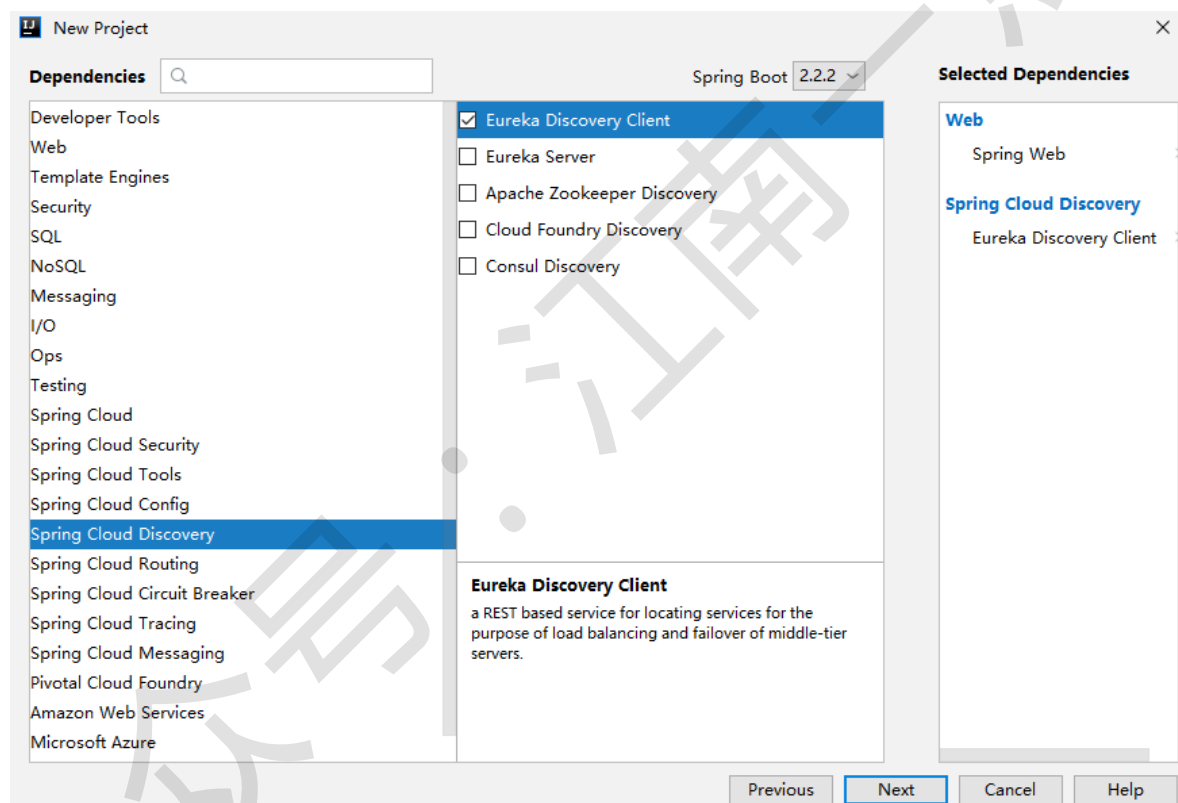 New Project
Dependencies
Spring Boot 2.2.2
Selected Dependencies
Developer Tools
Web
Template Engines
Security
SQL
NoSQL
Messaging
I/O
Ops
Testing
Spring Cloud
Spring Cloud Security
Spring Cloud Tools
Spring Cloud Config
Spring Cloud Discovery
Spring Cloud Routing
Spring Cloud Circuit Breaker
Spring Cloud Tracing
Spring Cloud Messaging
Pivotal Cloud Foundry
Amazon Web Services
Microsoft Azure
Eureka Discovery Client
Eureka Server
Apache Zookeeper Discovery
Cloud Foundry Discovery
Consul Discovery
Eureka Discovery Client
a REST based service for locating services for the
purpose of load balancing and failover of middle-tier
servers.
Web
Spring Web
Spring Cloud Discovery
Eureka Discovery Client
Previous
Next
Cancel
Help
众号：江南一